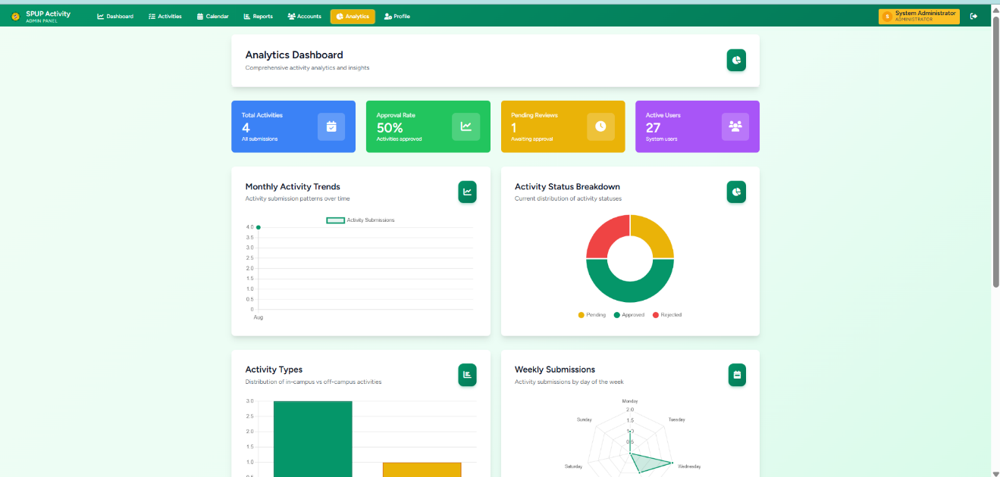 SPUP Activity
ADMIN PANEL
Dashboard
Activities
Calendar
Reports
Accounts
Analytics
Profile
S
System Administrator
ADMINISTRATOR
Analytics Dashboard
Comprehensive activity analytics and insights
Total Activities
4
All submissions
Approval Rate
50%
Activities approved
Pending Reviews
1
Awaiting approval
Active Users
27
System users
Monthly Activity Trends
Activity submission patterns over time
Activity Submissions
4.0
3.5
3.0
2.5
2.0
1.5
1.0
0.5
0
Aug
Activity Status Breakdown
Current distribution of activity statuses
Pending
Approved
Rejected
Activity Types
Distribution of in-campus vs off-campus activities
3.0
2.5
2.0
1.5
1.0
0.5
Weekly Submissions
Activity submissions by day of the week
Monday
2.0
Sunday
1.5
Tuesday
1.0
0.5
Saturday
Wednesday